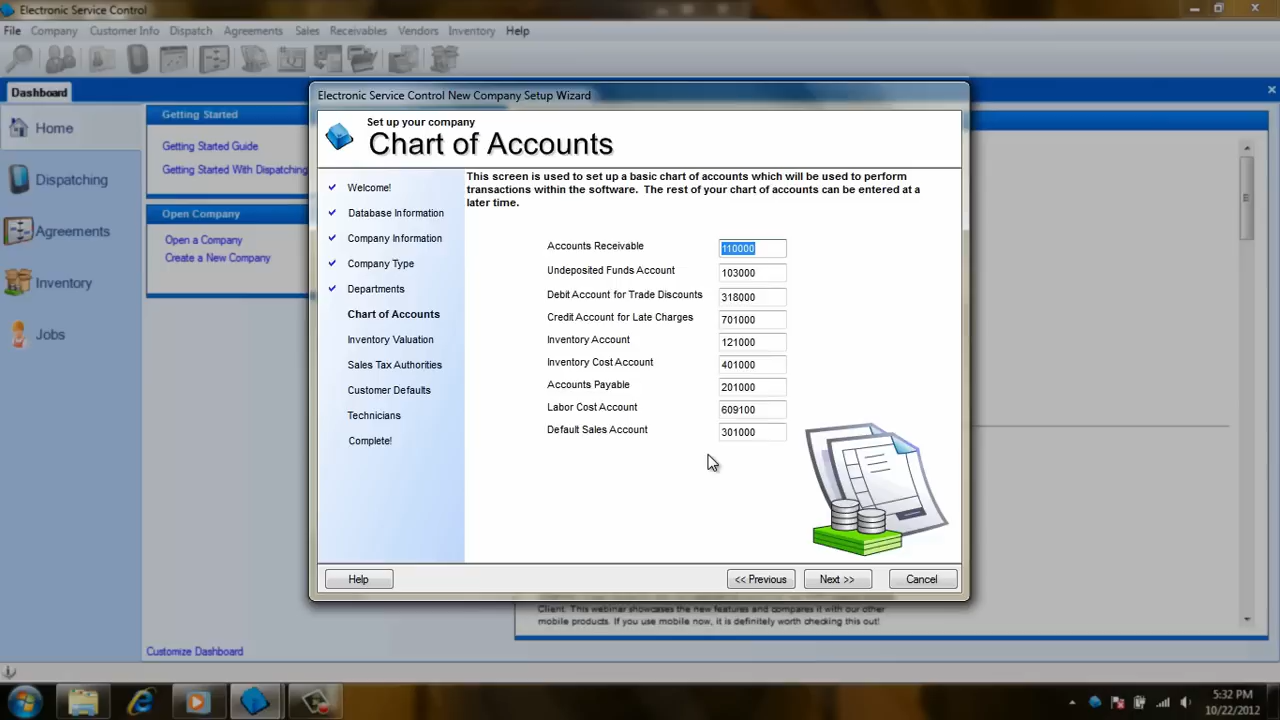 Electronic Service Control
File Company Customer Info Dispatch Agreements Sales Receivables Vendors Inventory Help
Dashboard
Home
Dispatching
Agreements
Inventory
Jobs
Getting Started
Getting Started Guide
Getting Started With Dispatching
Open Company
Open a Company
Create a New Company
Customize Dashboard
Electronic Service Control New Company Setup Wizard
Set up your company
Chart of Accounts
Welcome!
Database Information
Company Information
Company Type
Departments
Chart of Accounts
Inventory Valuation
Sales Tax Authorities
Customer Defaults
Technicians
Complete!
This screen is used to set up a basic chart of accounts which will be used to perform
transactions within the software. The rest of your chart of accounts can be entered at a
later time.
Accounts Receivable 110000
Undeposited Funds Account 103000
Debit Account for Trade Discounts 318000
Credit Account for Late Charges 701000
Inventory Account 121000
Inventory Cost Account 401000
Accounts Payable 201000
Labor Cost Account 609100
Default Sales Account 301000
Help << Previous Next >> Cancel
Client. This webinar showcases the new features and compares it with our other
mobile products. If you use mobile now, it is definitely worth checking this out!
5:32 PM
10/22/2012